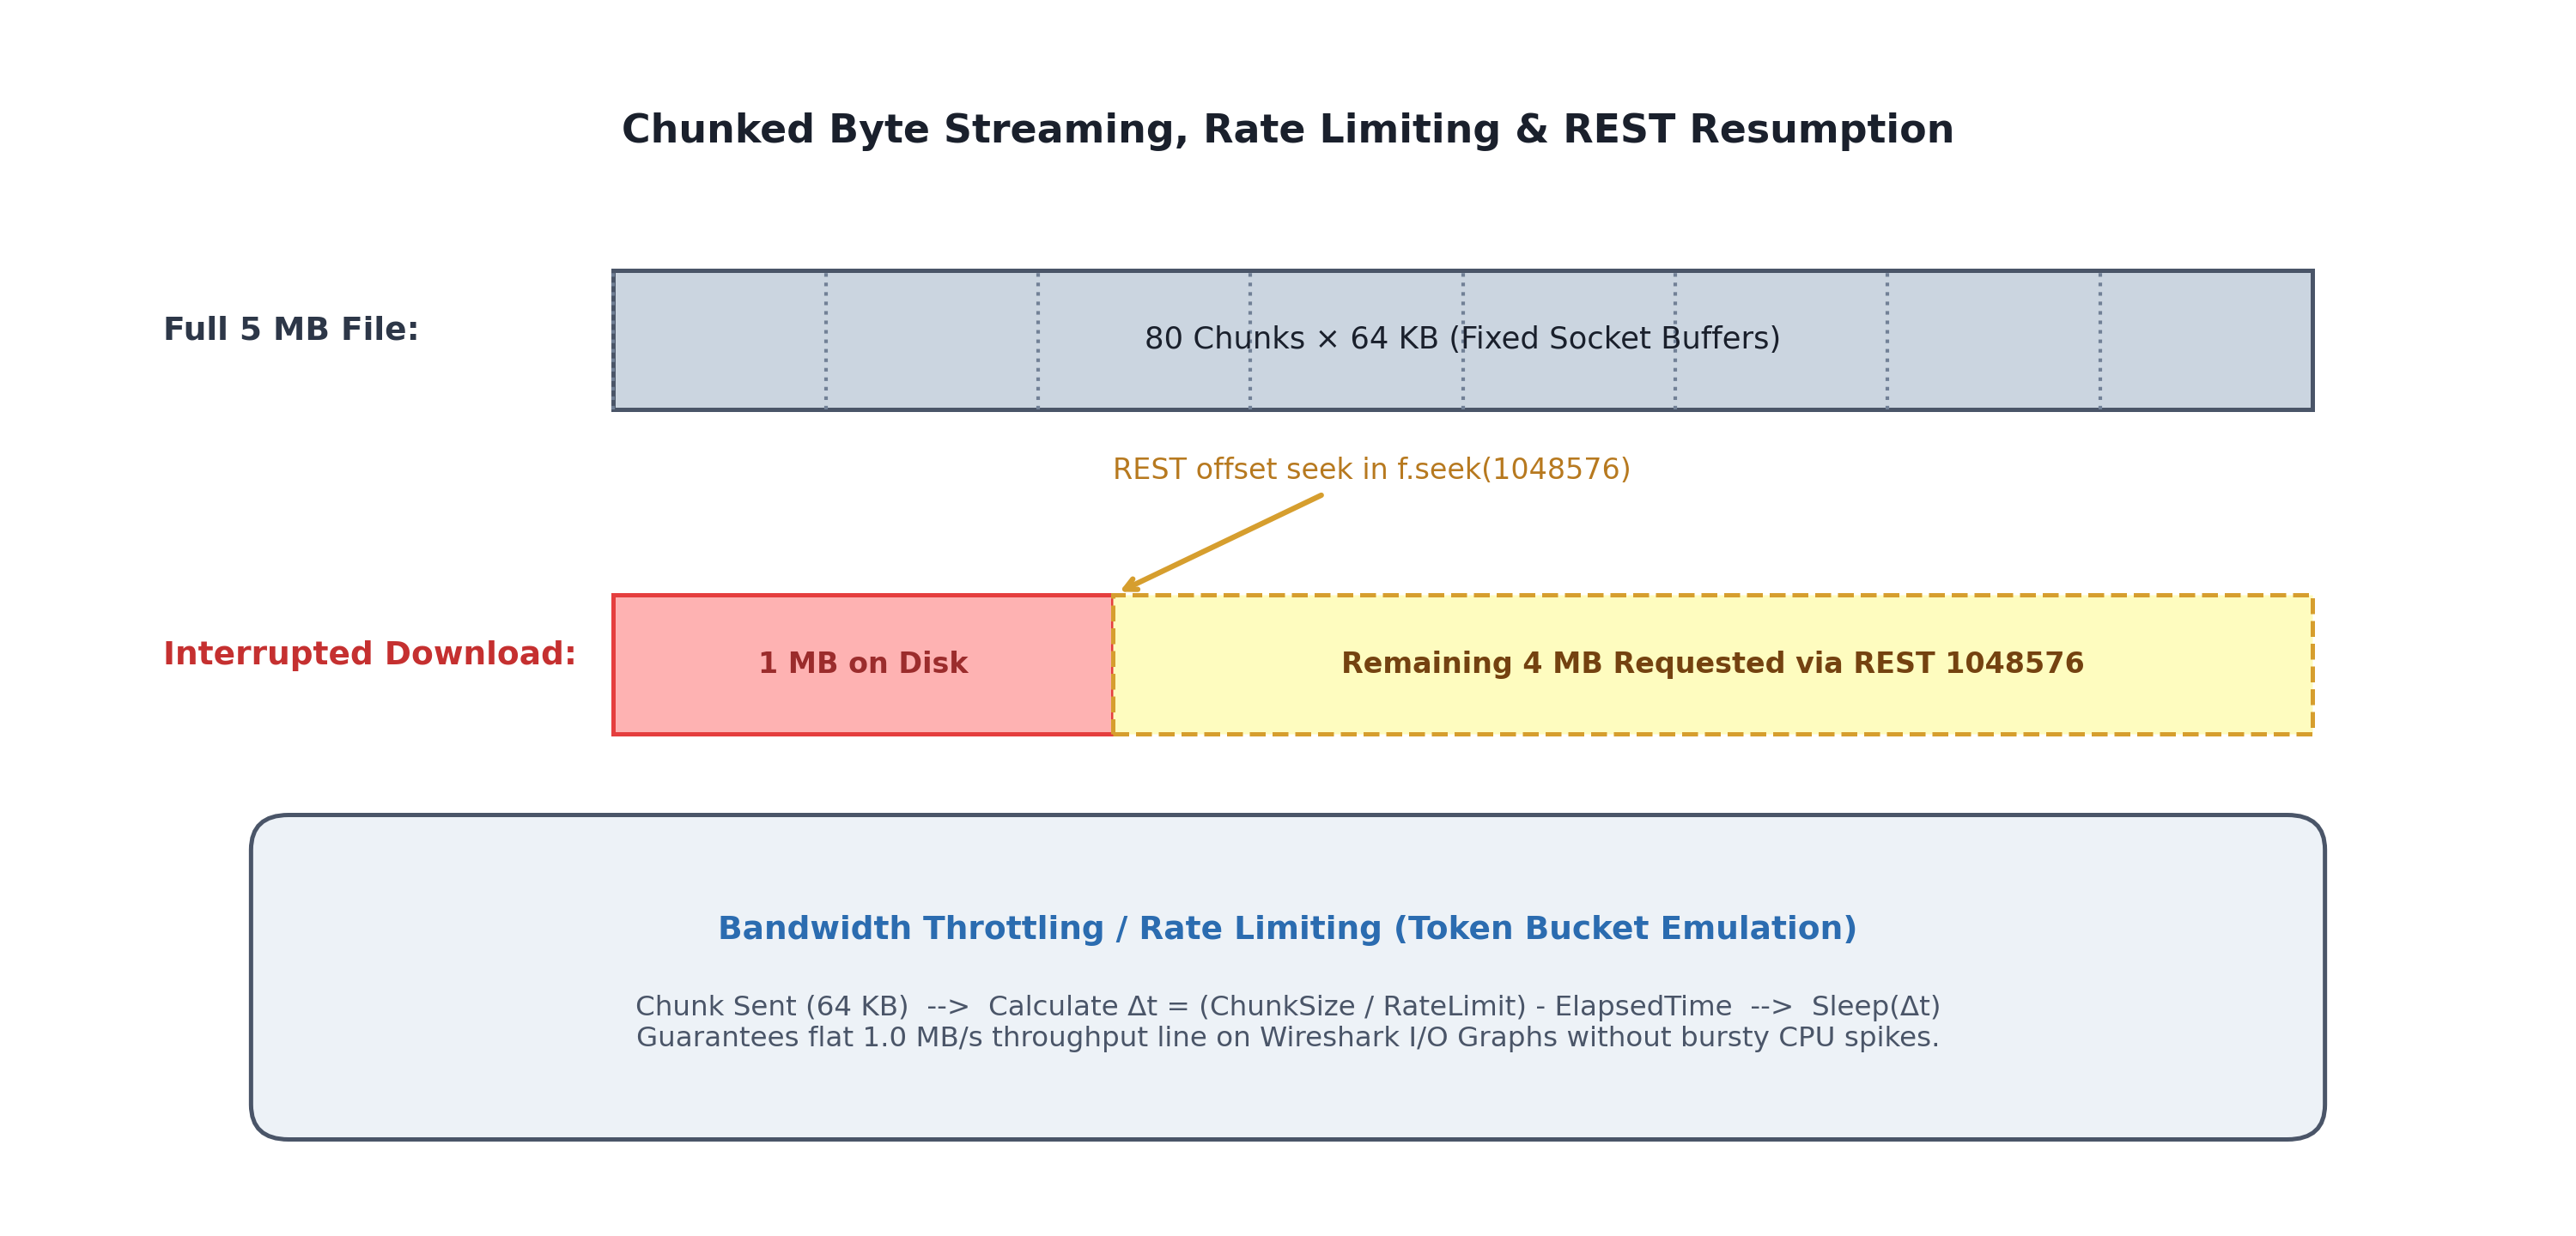 Chunked Byte Streaming, Rate Limiting & REST Resumption
Full 5 MB File:
80 Chunks × 64 KB (Fixed Socket Buffers)
REST offset seek in f.seek(1048576)
Interrupted Download:
1 MB on Disk
Remaining 4 MB Requested via REST 1048576
Bandwidth Throttling / Rate Limiting (Token Bucket Emulation)
Chunk Sent (64 KB)  -->  Calculate Δt = (ChunkSize / RateLimit) - ElapsedTime  -->  Sleep(Δt)
Guarantees flat 1.0 MB/s throughput line on Wireshark I/O Graphs without bursty CPU spikes.